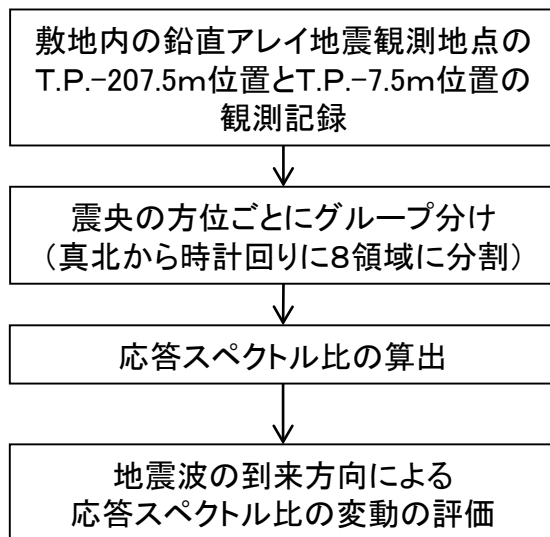 敷地内の鉛直アレイ地震観測地点の
T.P.-207.5m位置とT.P.-7.5m位置の
観測記録
震央の方位ごとにグループ分け
（真北から時計回りに８領域に分割）
応答スペクトル比の算出
地震波の到来方向による
応答スペクトル比の変動の評価